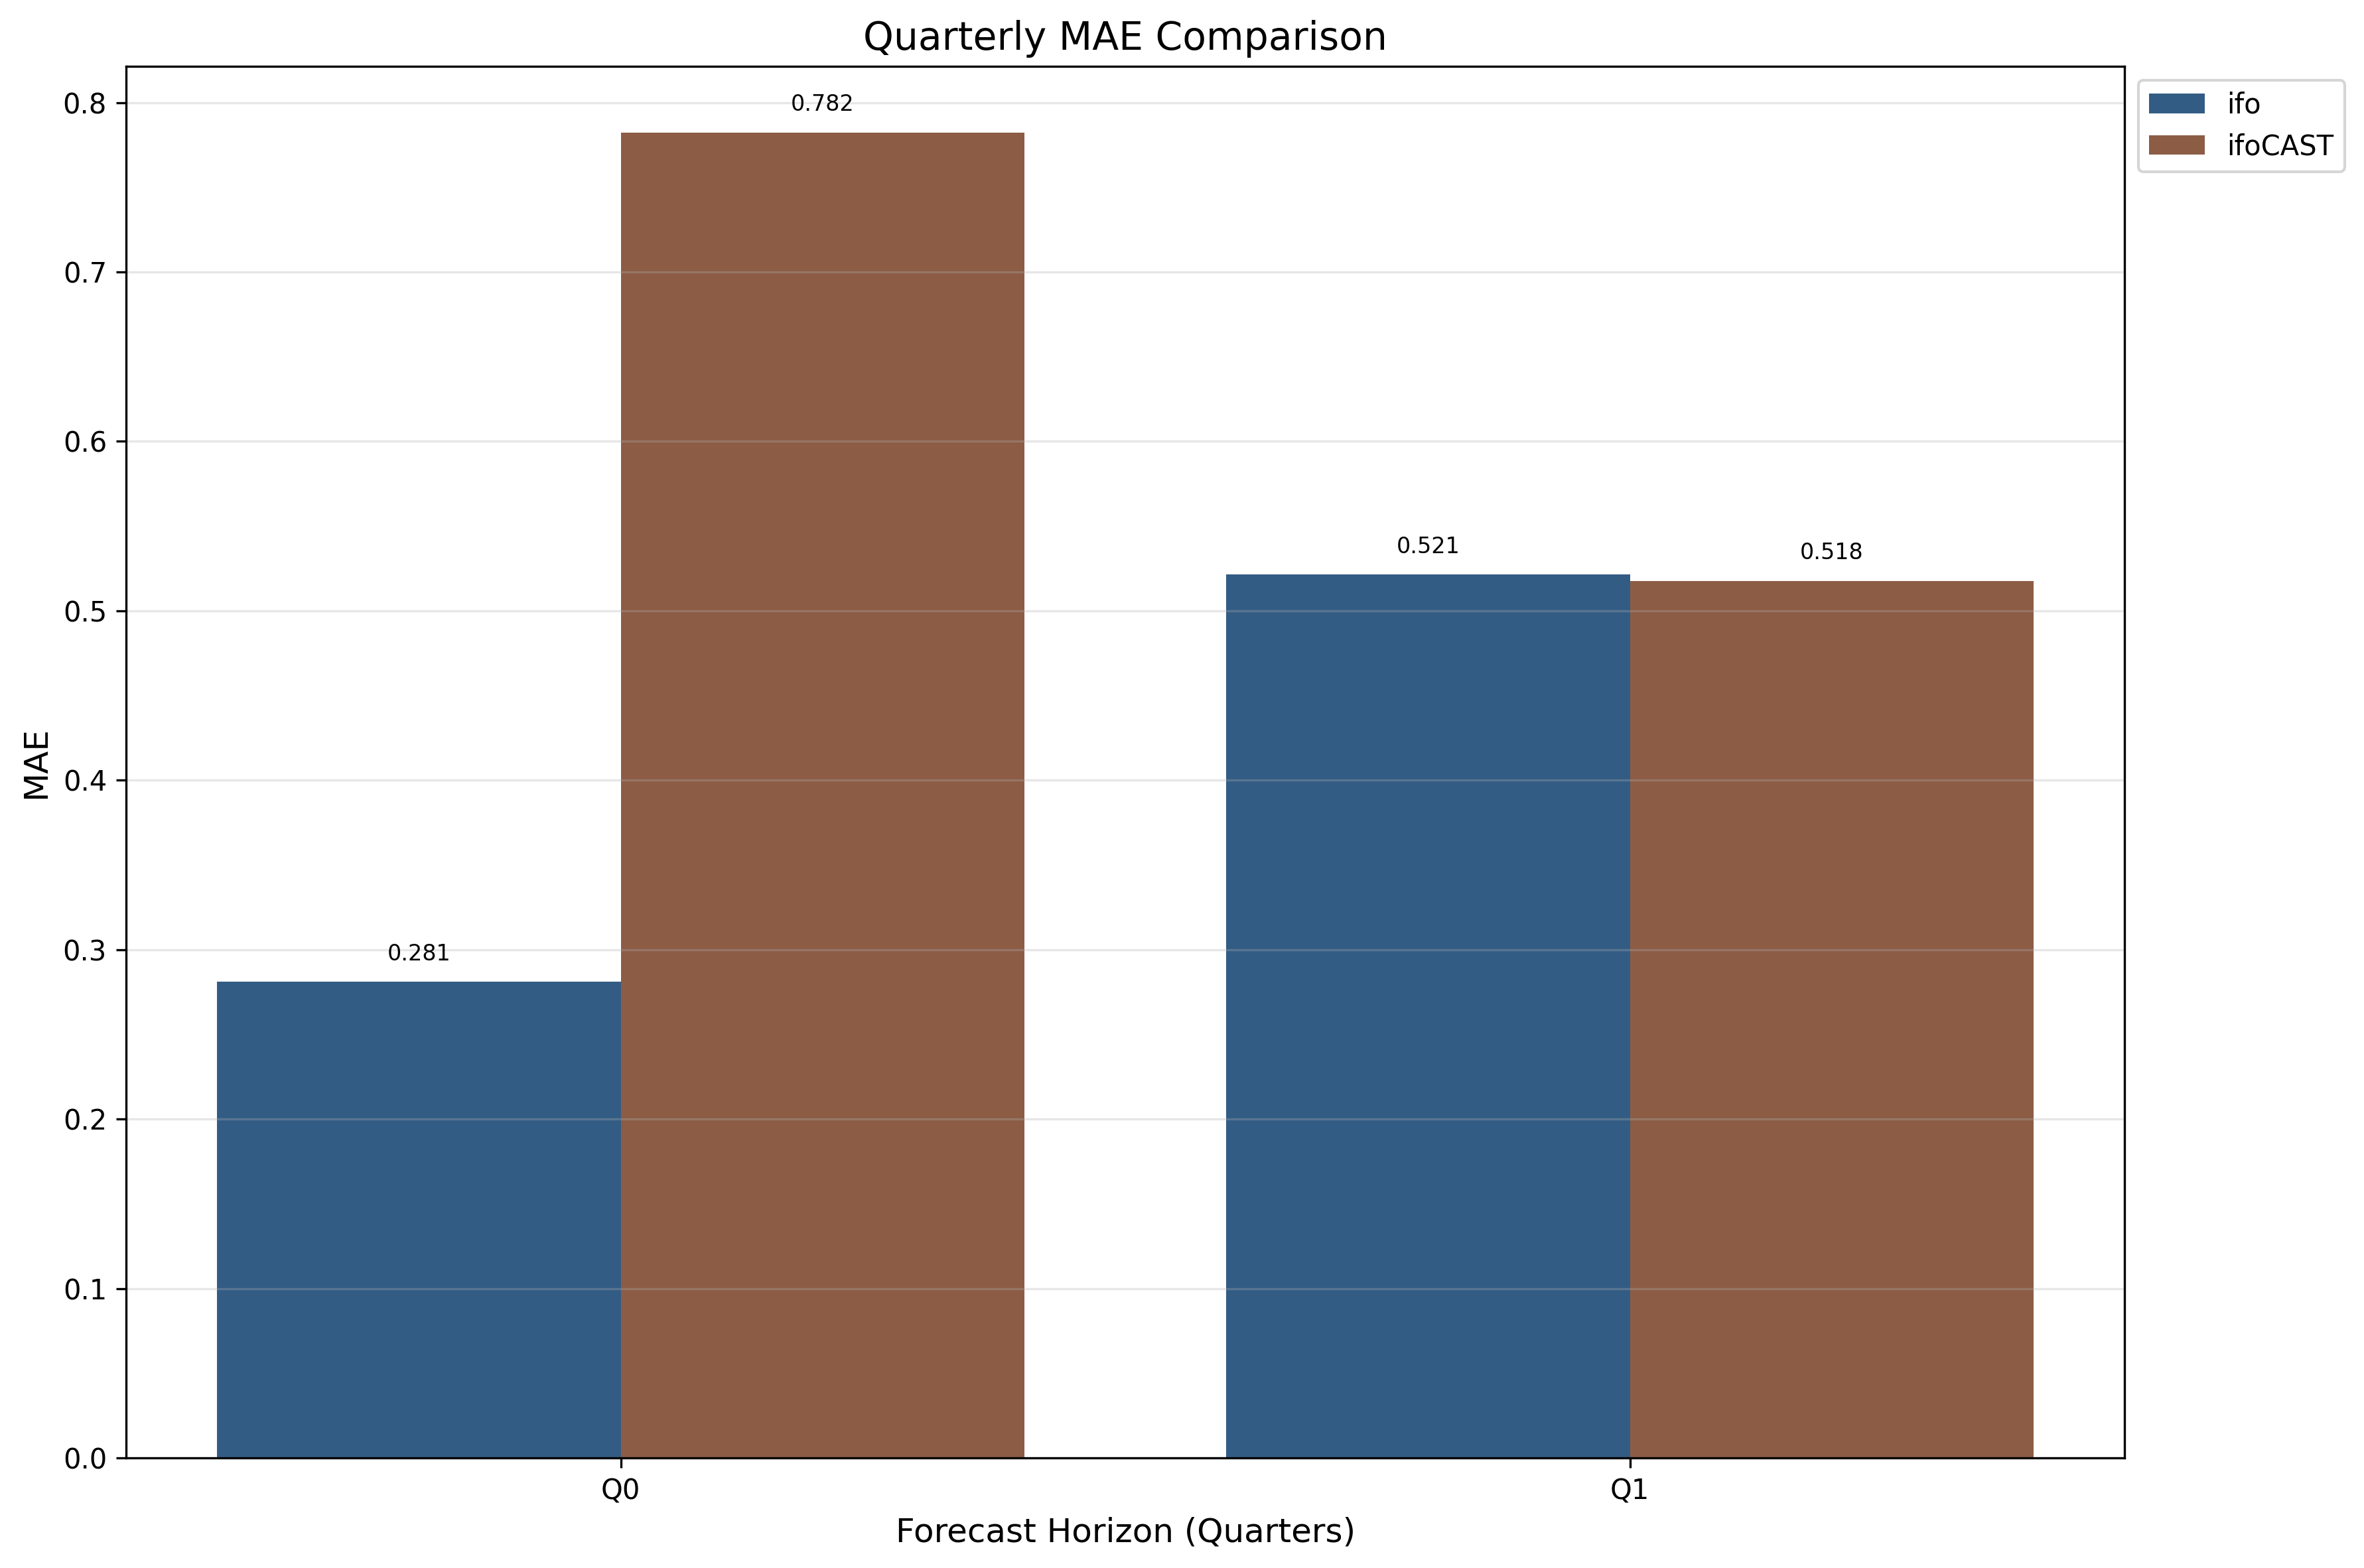 Quarterly MAE Comparison
ifo
ifoCAST
MAE
0.8
0.7
0.6
0.5
0.4
0.3
0.2
0.1
0.0
0.281
0.782
0.521
0.518
Q0
Q1
Forecast Horizon (Quarters)